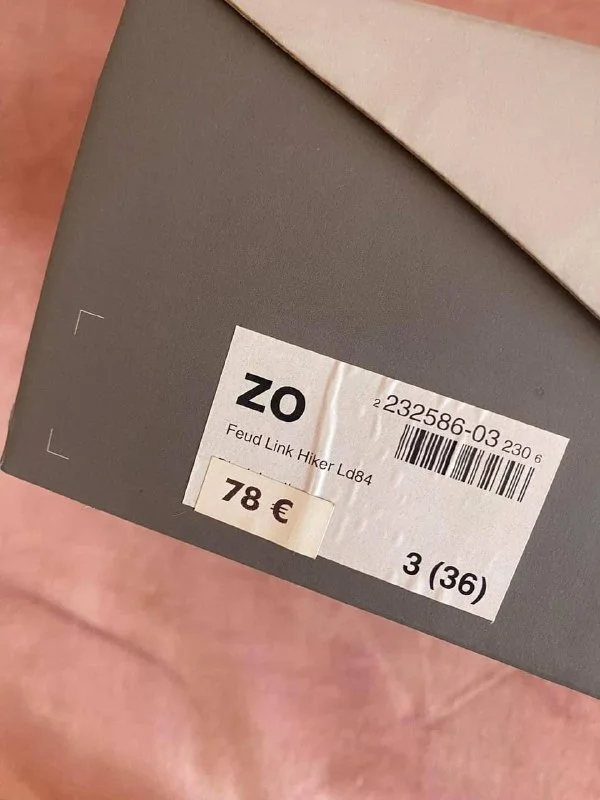 ZO
2 232586-03 230 6
Feud Link Hiker Ld84
78 €
3 (36)